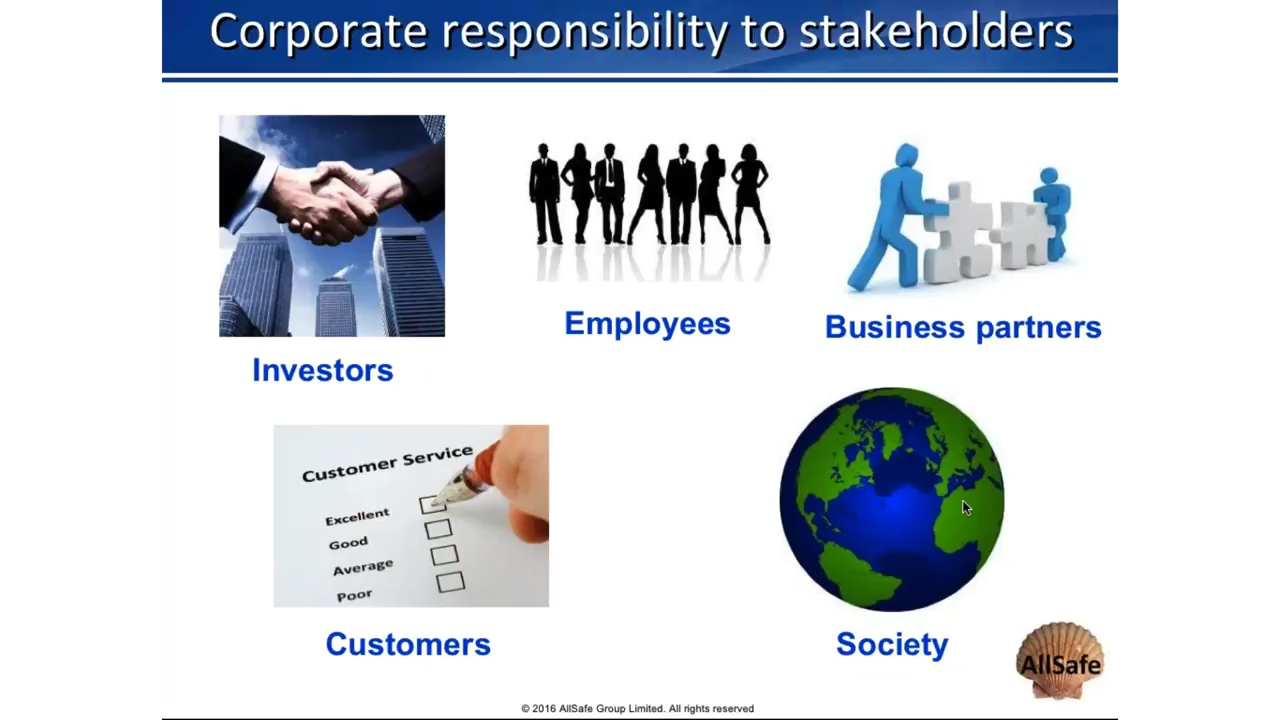 Corporate responsibility to stakeholders
Employees
Business partners
Investors
Customer Service
Excellent
Good
Average
Poor
Customers
Society
AllSafe
© 2016 AllSafe Group Limited. All rights reserved